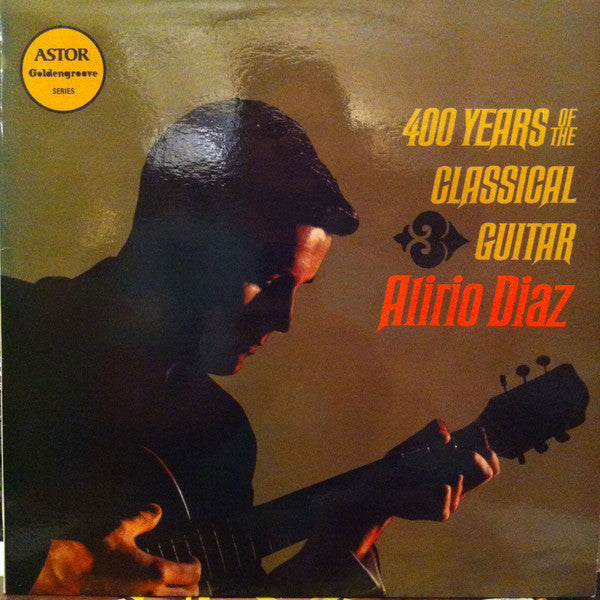 ASTOR
Goldengroove
SERIES
400 YEARS OF THE
CLASSICAL
GUITAR
Alirio Diaz